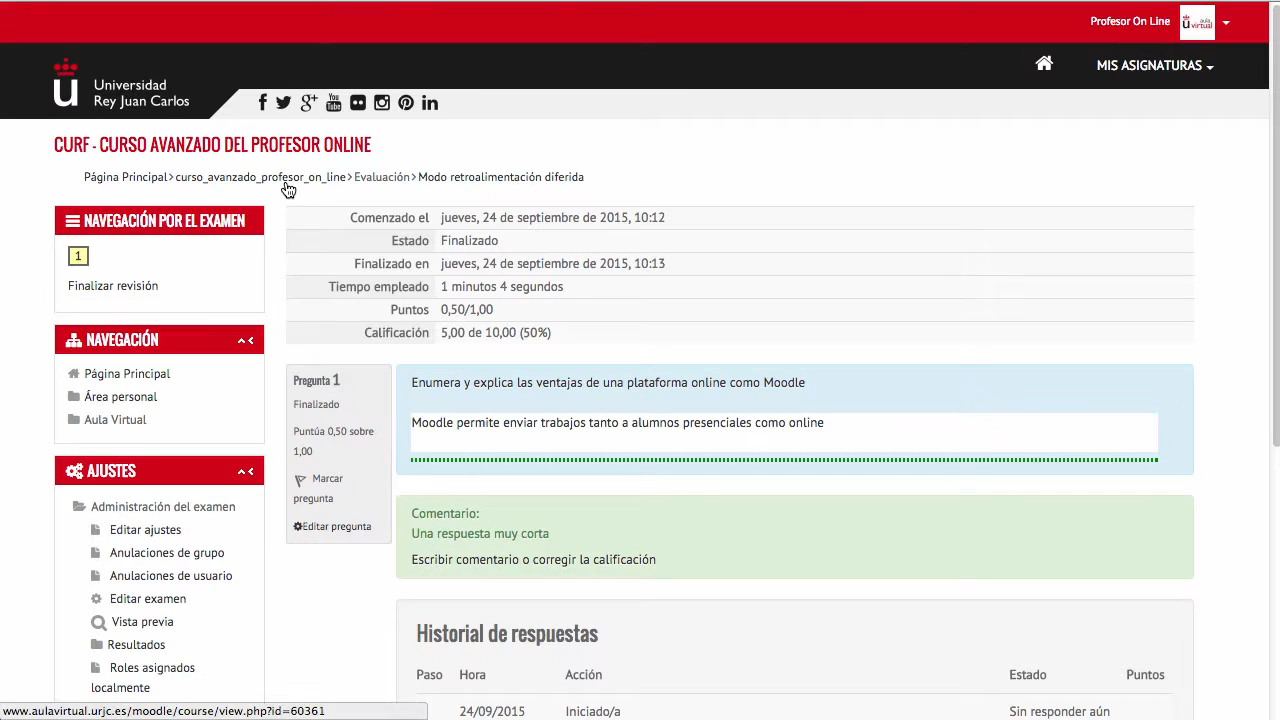 Profesor On Line
aula virtual
MIS ASIGNATURAS
Universidad
Rey Juan Carlos
CURF - CURSO AVANZADO DEL PROFESOR ONLINE
Página Principal > curso_avanzado_profesor_on_line > Evaluación > Modo retroalimentación diferida
NAVEGACIÓN POR EL EXAMEN
1
Finalizar revisión
NAVEGACIÓN
Página Principal
Área personal
Aula Virtual
AJUSTES
Administración del examen
Editar ajustes
Anulaciones de grupo
Anulaciones de usuario
Editar examen
Vista previa
Resultados
Roles asignados
localmente
Comenzado el jueves, 24 de septiembre de 2015, 10:12
Estado Finalizado
Finalizado en jueves, 24 de septiembre de 2015, 10:13
Tiempo empleado 1 minutos 4 segundos
Puntos 0,50/1,00
Calificación 5,00 de 10,00 (50%)
Pregunta 1
Finalizado
Puntúa 0,50 sobre
1,00
Marcar
pregunta
Editar pregunta
Enumera y explica las ventajas de una plataforma online como Moodle
Moodle permite enviar trabajos tanto a alumnos presenciales como online
Comentario:
Una respuesta muy corta
Escribir comentario o corregir la calificación
Historial de respuestas
Paso Hora Acción Estado Puntos
24/09/2015 Iniciado/a Sin responder aún
www.aulavirtual.urjc.es/moodle/course/view.php?id=60361